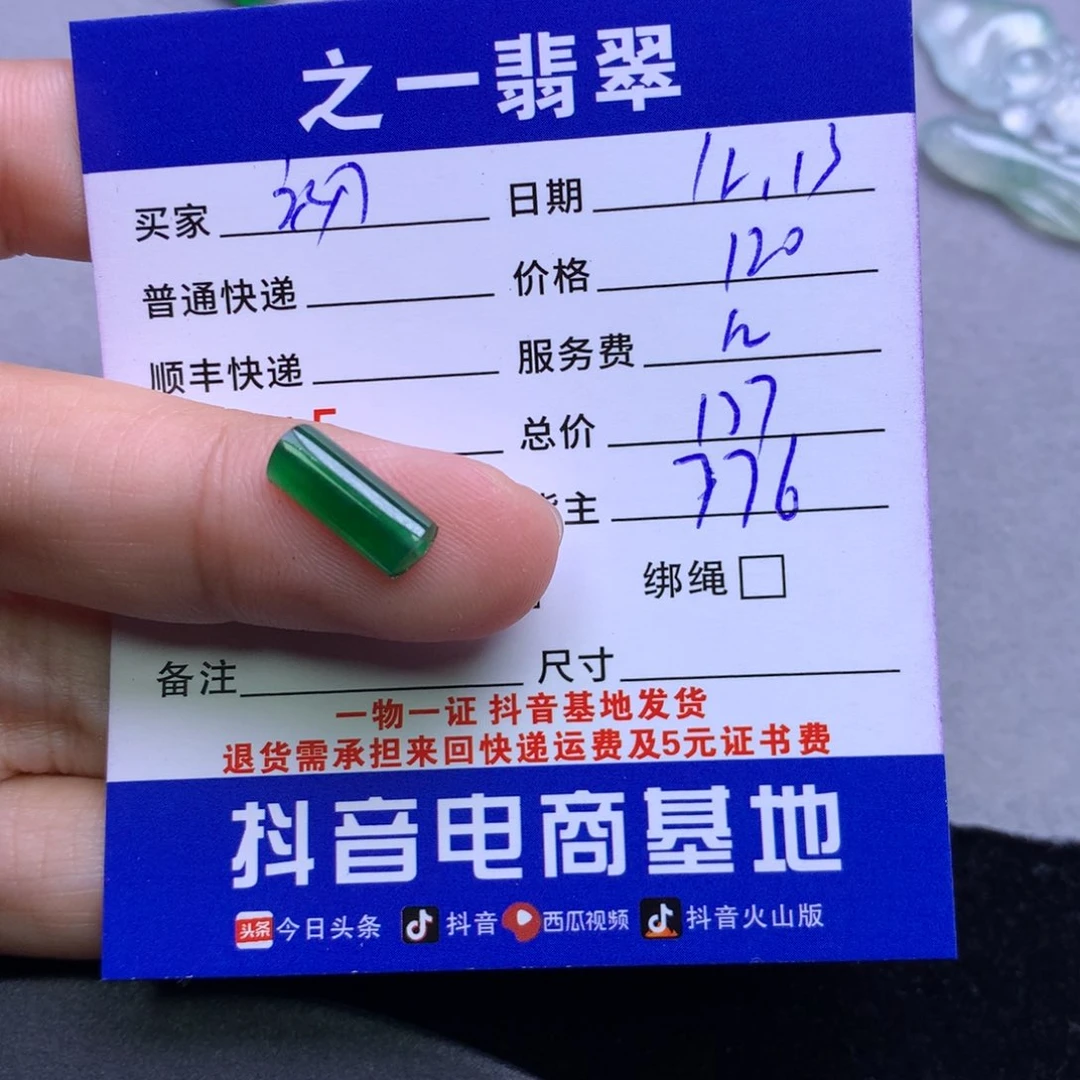 之一翡翠
买家 日期 12.13
普通快递 价格 120
顺丰快递 服务费 12
5
总价 137
货主 776
绑绳
备注 尺寸
一物一证 抖音基地发货
退货需承担来回快递运费及5元证书费
抖音电商基地
头条 今日头条 抖音 西瓜视频 抖音火山版